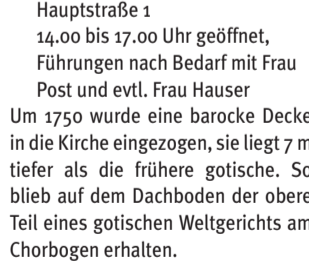 Hauptstraße 1
14.00 bis 17.00 Uhr geöffnet,
Führungen nach Bedarf mit Frau
Post und evtl. Frau Hauser
Um 1750 wurde eine barocke Decke
in die Kirche eingezogen, sie liegt 7 m
tiefer als die frühere gotische. So
blieb auf dem Dachboden der obere
Teil eines gotischen Weltgerichts am
Chorbogen erhalten.